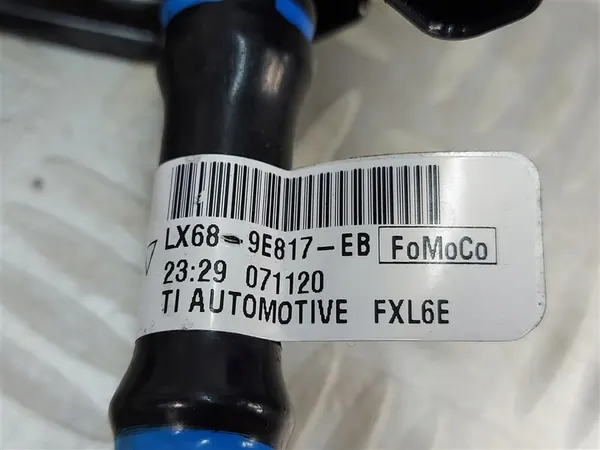 LX68-9E817-EB FoMoCo
23:29 071120
TI AUTOMOTIVE FXL6E